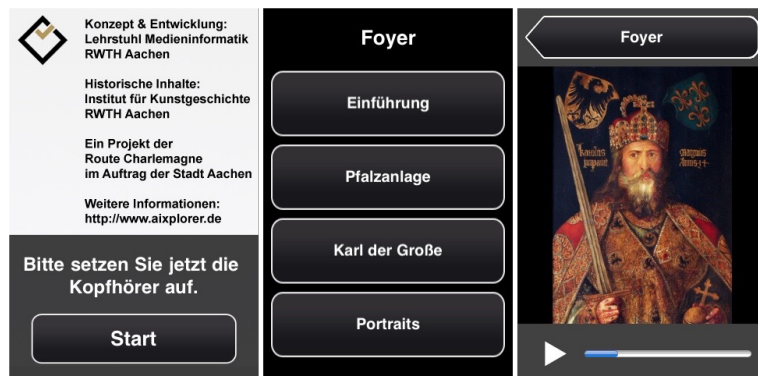 Konzept & Entwicklung:
Lehrstuhl Medieninformatik
RWTH Aachen
Historische Inhalte:
Institut für Kunstgeschichte
RWTH Aachen
Ein Projekt der
Route Charlemagne
im Auftrag der Stadt Aachen
Weitere Informationen:
http://www.aixplorer.de
Bitte setzen Sie jetzt die
Kopfhörer auf.
Start
Foyer
Einführung
Pfalzanlage
Karl der Große
Portraits
Foyer